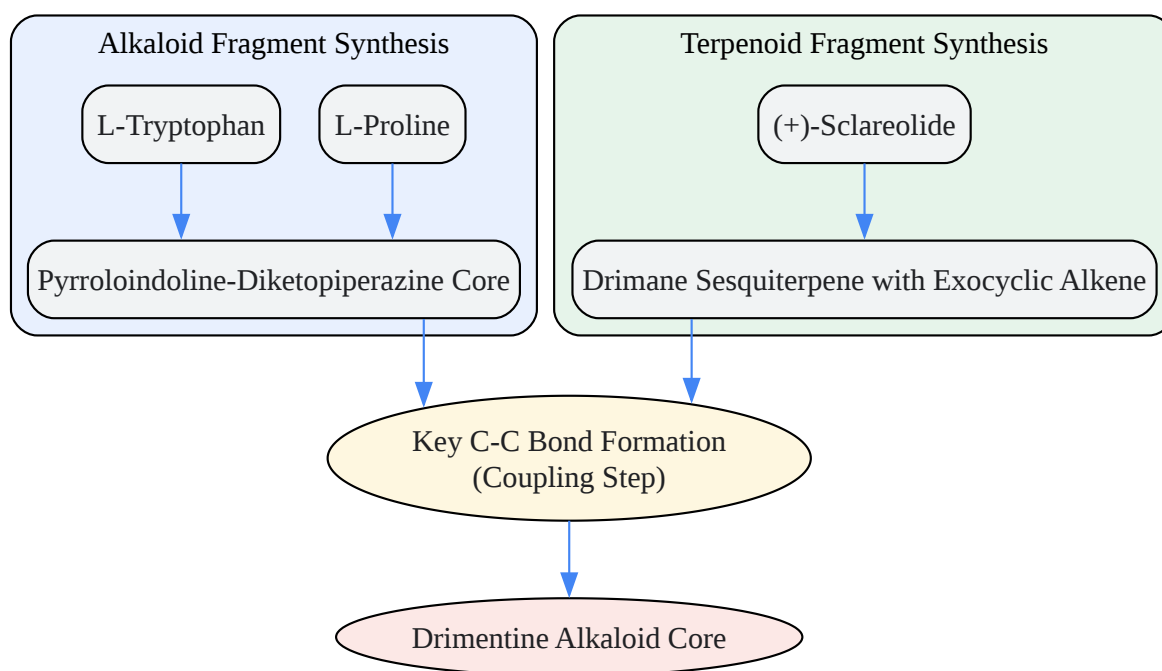 Alkaloid Fragment Synthesis
L-Tryptophan
L-Proline
Pyrroloindoline-Diketopiperazine Core
Terpenoid Fragment Synthesis
(+)-Sclareolide
Drimane Sesquiterpene with Exocyclic Alkene
Key C-C Bond Formation
(Coupling Step)
Drimentine Alkaloid Core